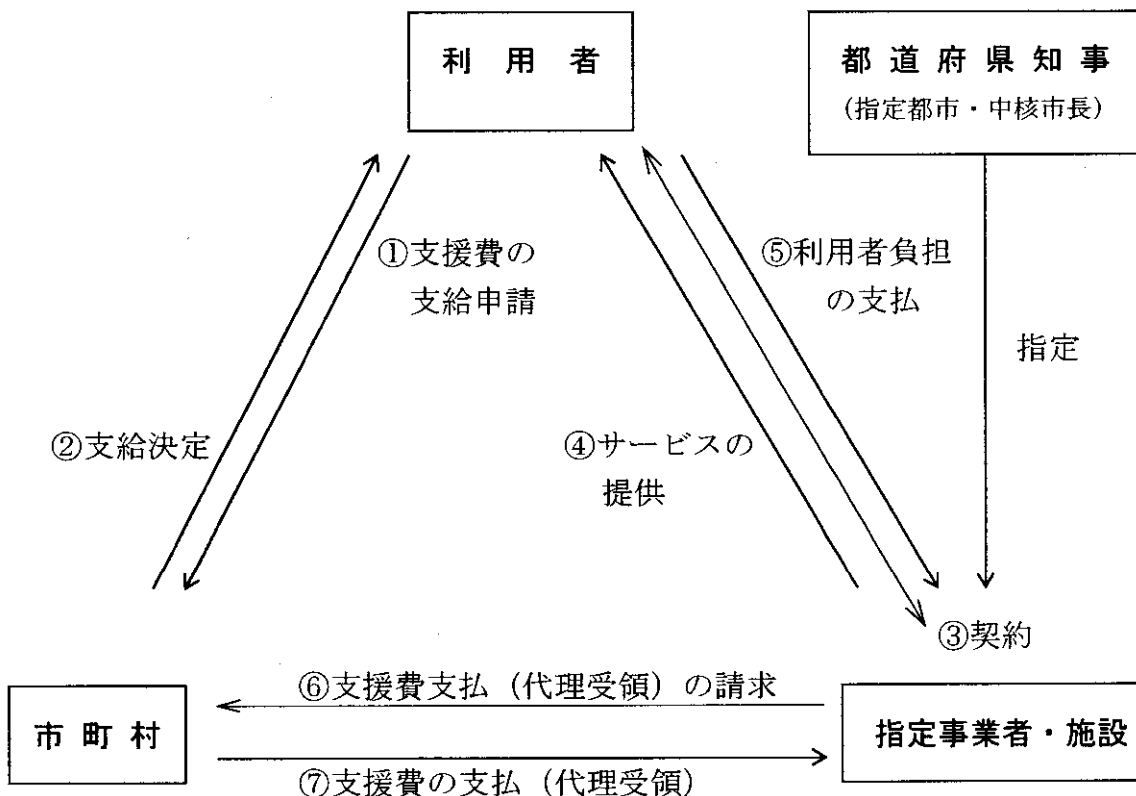 利用者
都道府県知事
(指定都市・中核市長)
①支援費の
支給申請
⑤利用者負担
の支払
指定
②支給決定
④サービスの
提供
③契約
⑥支援費支払（代理受領）の請求
市町村
指定事業者・施設
⑦支援費の支払（代理受領）